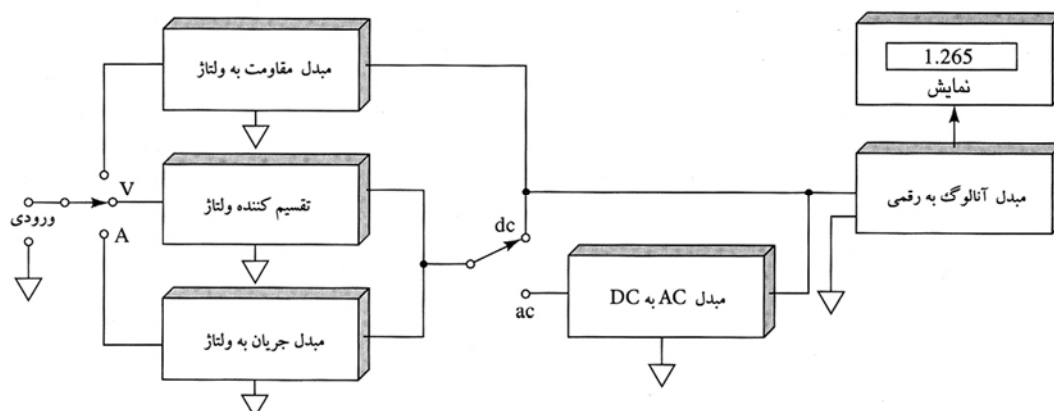 مبدل مقاومت به ولتاژ
1.265
نمایش
V
تقسیم کننده ولتاژ
مبدل آنالوگ به رقمی
ورودی
A
dc
مبدل AC به DC
ac
مبدل جریان به ولتاژ